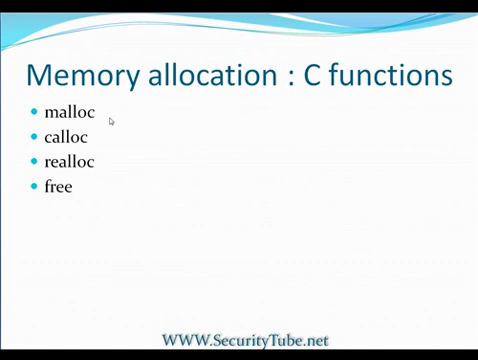 Memory allocation : C functions
malloc
calloc
realloc
free
WWW.SecurityTube.net